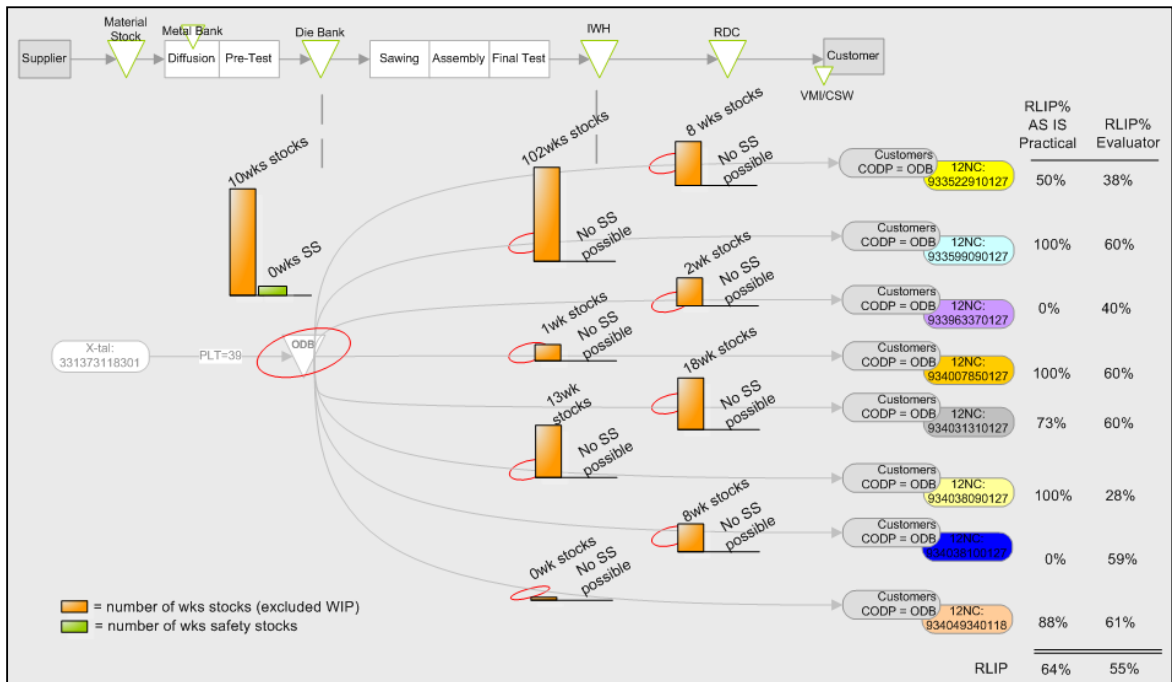 Material
Stock
Metal Bank
Die Bank
IWH
RDC
Supplier
Diffusion
Pre-Test
Sawing
Assembly
Final Test
Customer
VMI/CSW
RLIP%
AS IS
Practical
RLIP%
Evaluator
10wks stocks
0wks SS
102wks stocks
No SS
possible
8 wks stocks
No SS
possible
Customers
CODP = ODB
12NC:
933522910127
50%
38%
Customers
CODP = ODB
12NC:
933599090127
100%
60%
2wk stocks
No SS
possible
Customers
CODP = ODB
12NC:
933963370127
0%
40%
X-tal:
331373118301
PLT=39
ODB
1wk stocks
No SS
possible
Customers
CODP = ODB
12NC:
934007850127
100%
60%
18wk stocks
No SS
possible
Customers
CODP = ODB
12NC:
934031310127
73%
60%
13wk
stocks
No SS
possible
Customers
CODP = ODB
12NC:
934038090127
100%
28%
8wk stocks
No SS
possible
Customers
CODP = ODB
12NC:
934038100127
0%
59%
0wk stocks
No SS
possible
Customers
CODP = ODB
12NC:
934049340118
88%
61%
= number of wks stocks (excluded WIP)
= number of wks safety stocks
RLIP
64%
55%